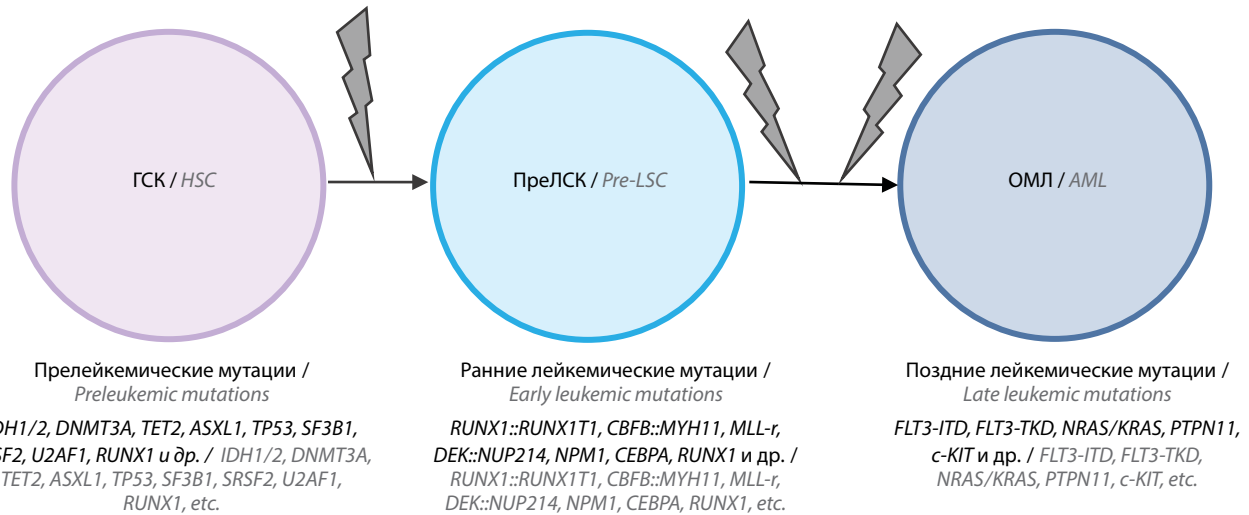 ГСК / HSC
ПреЛСК / Pre-LSC
ОМЛ / AML
Прелейкемические мутации /
Preleukemic mutations
DH1/2, DNMT3A, TET2, ASXL1, TP53, SF3B1,
SF2, U2AF1, RUNX1 и др. / IDH1/2, DNMT3A,
TET2, ASXL1, TP53, SF3B1, SRSF2, U2AF1,
RUNX1, etc.
Ранние лейкемические мутации /
Early leukemic mutations
RUNX1::RUNX1T1, CBFB::MYH11, MLL-r,
DEK::NUP214, NPM1, CEBPA, RUNX1 и др. /
RUNX1::RUNX1T1, CBFB::MYH11, MLL-r,
DEK::NUP214, NPM1, CEBPA, RUNX1, etc.
Поздние лейкемические мутации /
Late leukemic mutations
FLT3-ITD, FLT3-TKD, NRAS/KRAS, PTPN11,
c-KIT и др. / FLT3-ITD, FLT3-TKD,
NRAS/KRAS, PTPN11, c-KIT, etc.